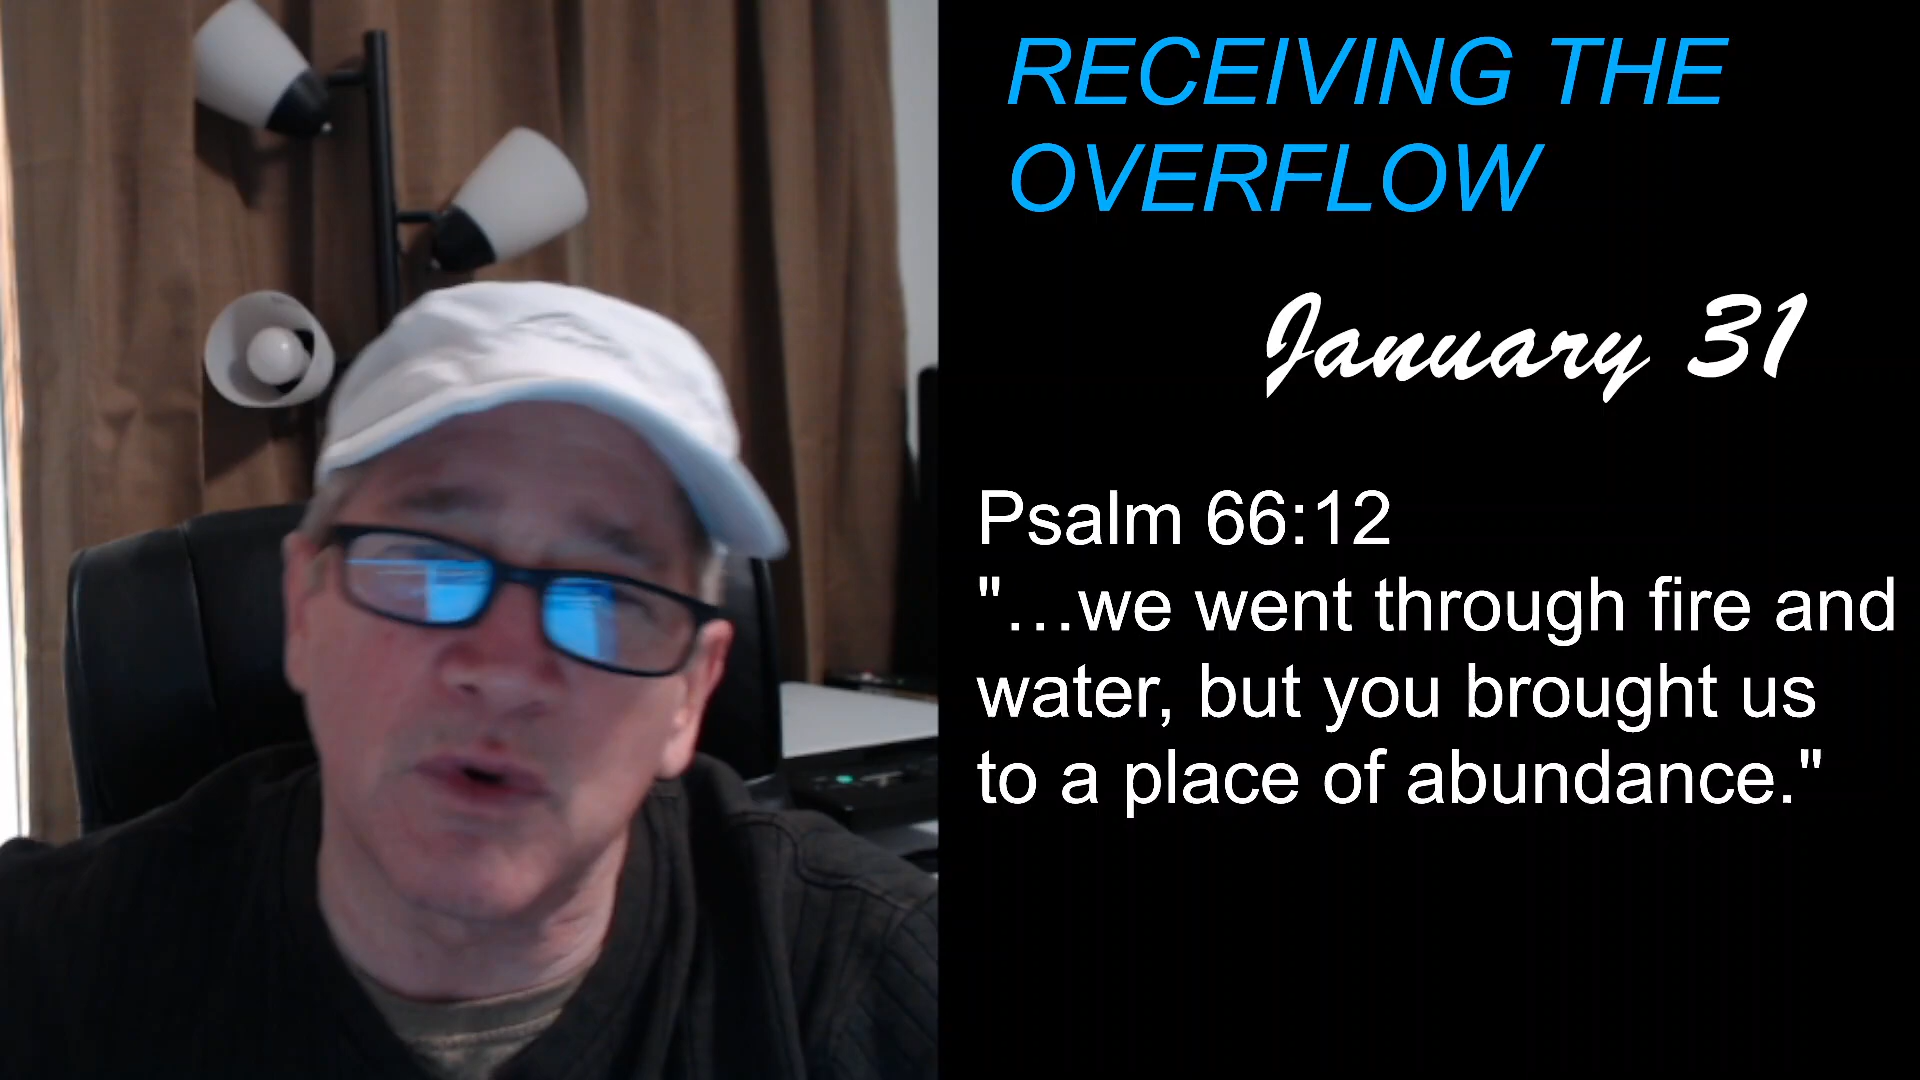 RECEIVING THE
OVERFLOW
January 31
Psalm 66:12
"…we went through fire and
water, but you brought us
to a place of abundance."